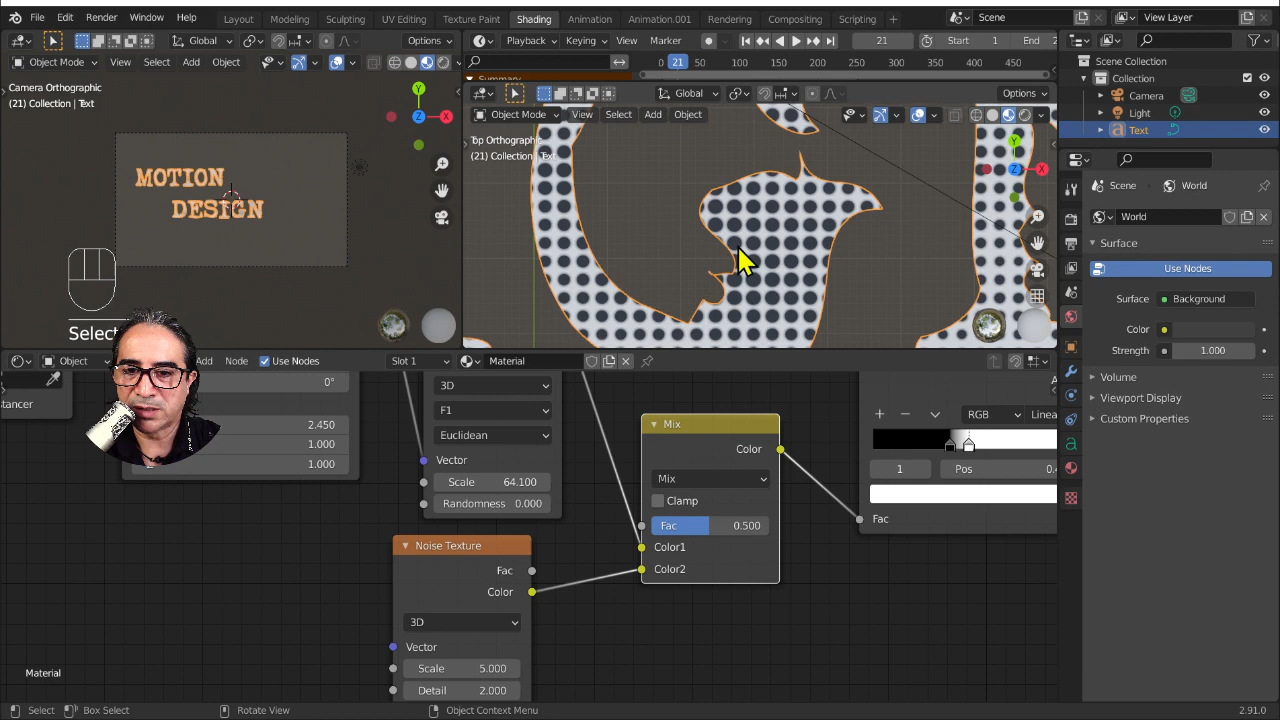 File Edit Render Window Help Layout Modeling Sculpting UV Editing Texture Paint Shading Animation Animation.001 Rendering Compositing Scripting + Scene View Layer
Global Options
Object Mode View Select Add Object
Camera Orthographic
(21) Collection | Text
MOTION
DESIGN
Y
X
Z
Selec
Playback Keying View Marker 21 Start 1 End
21 50 100 150 200 250 300 350 400 450
Summary
Global Options
Object Mode View Select Add Object
Top Orthographic
(21) Collection | Text
Y
X
Z
Scene Collection
Collection
Camera
Light
Text
Scene World
World
Surface
Use Nodes
Surface Background
Color
Strength 1.000
Volume
Viewport Display
Custom Properties
Object Add Node Use Nodes Slot 1 Material
stancer
0°
2.450
1.000
1.000
3D
F1
Euclidean
Vector
Scale 64.100
Randomness 0.000
Noise Texture
Fac
Color
3D
Vector
Scale 5.000
Detail 2.000
Mix
Color
Mix
Clamp
Fac 0.500
Color1
Color2
A
RGB Linea
1 Pos 0.
Fac
Material
Select Box Select Rotate View Object Context Menu 2.91.0